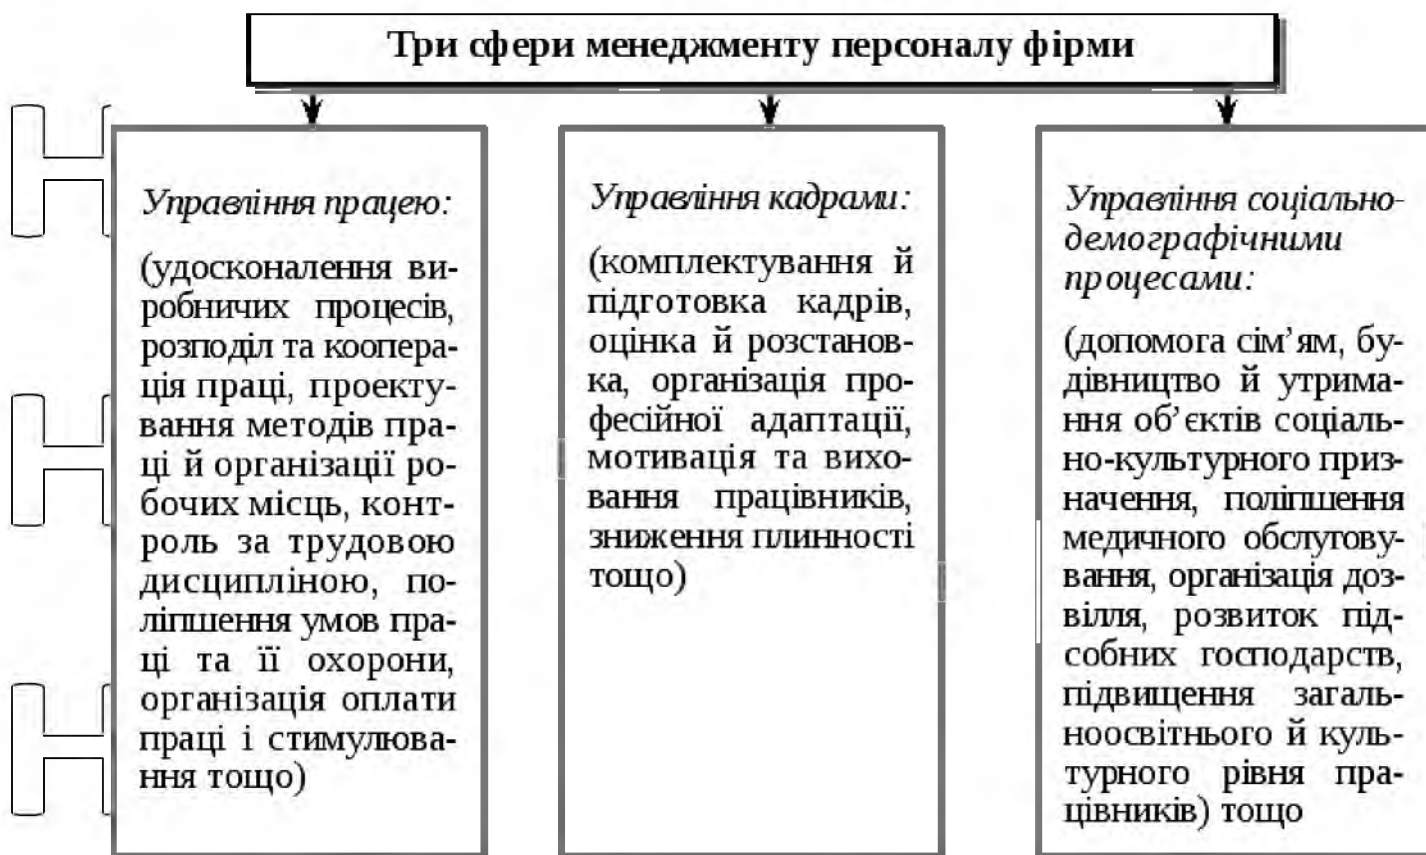 Три сфери менеджменту персоналу фірми
Управління працею:
(удосконалення ви-
робничих процесів,
розподіл та коопера-
ція праці, проекту-
вання методів пра-
ці й організації ро-
бочих місць, конт-
роль за трудовою
дисципліною, по-
ліпшення умов пра-
ці та її охорони,
організація оплати
праці і стимулюва-
ння тощо)
Управління кадрами:
(комплектування й
підготовка кадрів,
оцінка й розстанов-
ка, організація про-
фесійної адаптації,
мотивація та вихо-
вання працівників,
зниження плинності
тощо)
Управління соціально-
демографічними
процесами:
(допомога сім’ям, бу-
дівництво й утрима-
ння об’єктів соціаль-
но-культурного приз-
начення, поліпшення
медичного обслугову-
вання, організація доз-
вілля, розвиток під-
собних господарств,
підвищення загаль-
ноосвітнього й куль-
турного рівня пра-
цівників) тощо